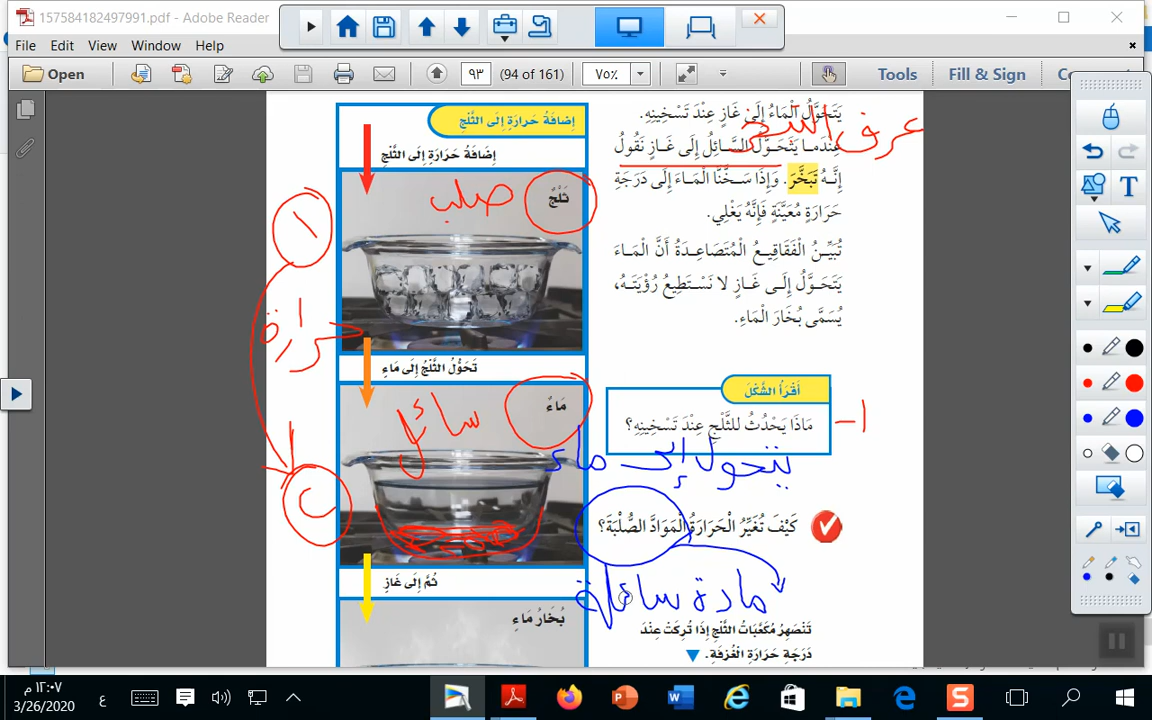 157584182497991.pdf - Adobe Reader
File Edit View Window Help
Open
٩٣ (94 of 161) ٧٥%
Tools Fill & Sign
يَتَحَوَّلُ الْمَاءُ إِلَى غَازٍ عِنْدَ تَسْخِينِهِ.
عِنْدَمَا يَتَحَوَّلُ السَّائِلُ إِلَى غَازٍ نَقُولُ
إِنَّهُ تَبَخَّرَ. وَإِذَا سَخَّنَّا الْمَاءَ إِلَى دَرَجَةِ
حَرَارَةٍ مُعَيَّنَةٍ فَإِنَّهُ يَغْلِي.
عرف التبخر
تُبَيِّنُ الْفَقَاقِيعُ الْمُتَصَاعِدَةُ أَنَّ الْمَاءَ
يَتَحَوَّلُ إِلَى غَازٍ لا نَسْتَطِيعُ رُؤْيَتَهُ،
يُسَمَّى بُخَارَ الْمَاءِ.
أَقْرَأُ الشَّكْلَ
١-
مَاذَا يَحْدُثُ للثَّلْجِ عِنْدَ تَسْخِينِهِ؟
يتحول إلى ماء
كَيْفَ تُغَيِّرُ الْحَرَارَةُ الْمَوَادَّ الصُّلْبَةَ؟
مادة سائلة
تَنْصَهِرُ مُكَعَّبَاتُ الثَّلْجِ إِذَا تُرِكَتْ عِنْدَ
دَرَجَةِ حَرَارَةِ الْغُرْفَةِ.
إِضَافَةُ حَرَارَةٍ إِلَى الثَّلْجِ
إِضَافَةُ حَرَارَةٍ إِلَى الثَّلْجِ
ثَلْجٌ
صلب
١
حرارة
تَحَوُّلُ الثَّلْجُ إِلَى مَاءٍ
مَاءٌ
سائل
٢
ثُمَّ إِلَى غَازٍ
بُخَارُ مَاءٍ
T
ع
١٢:٠٧ م
3/26/2020